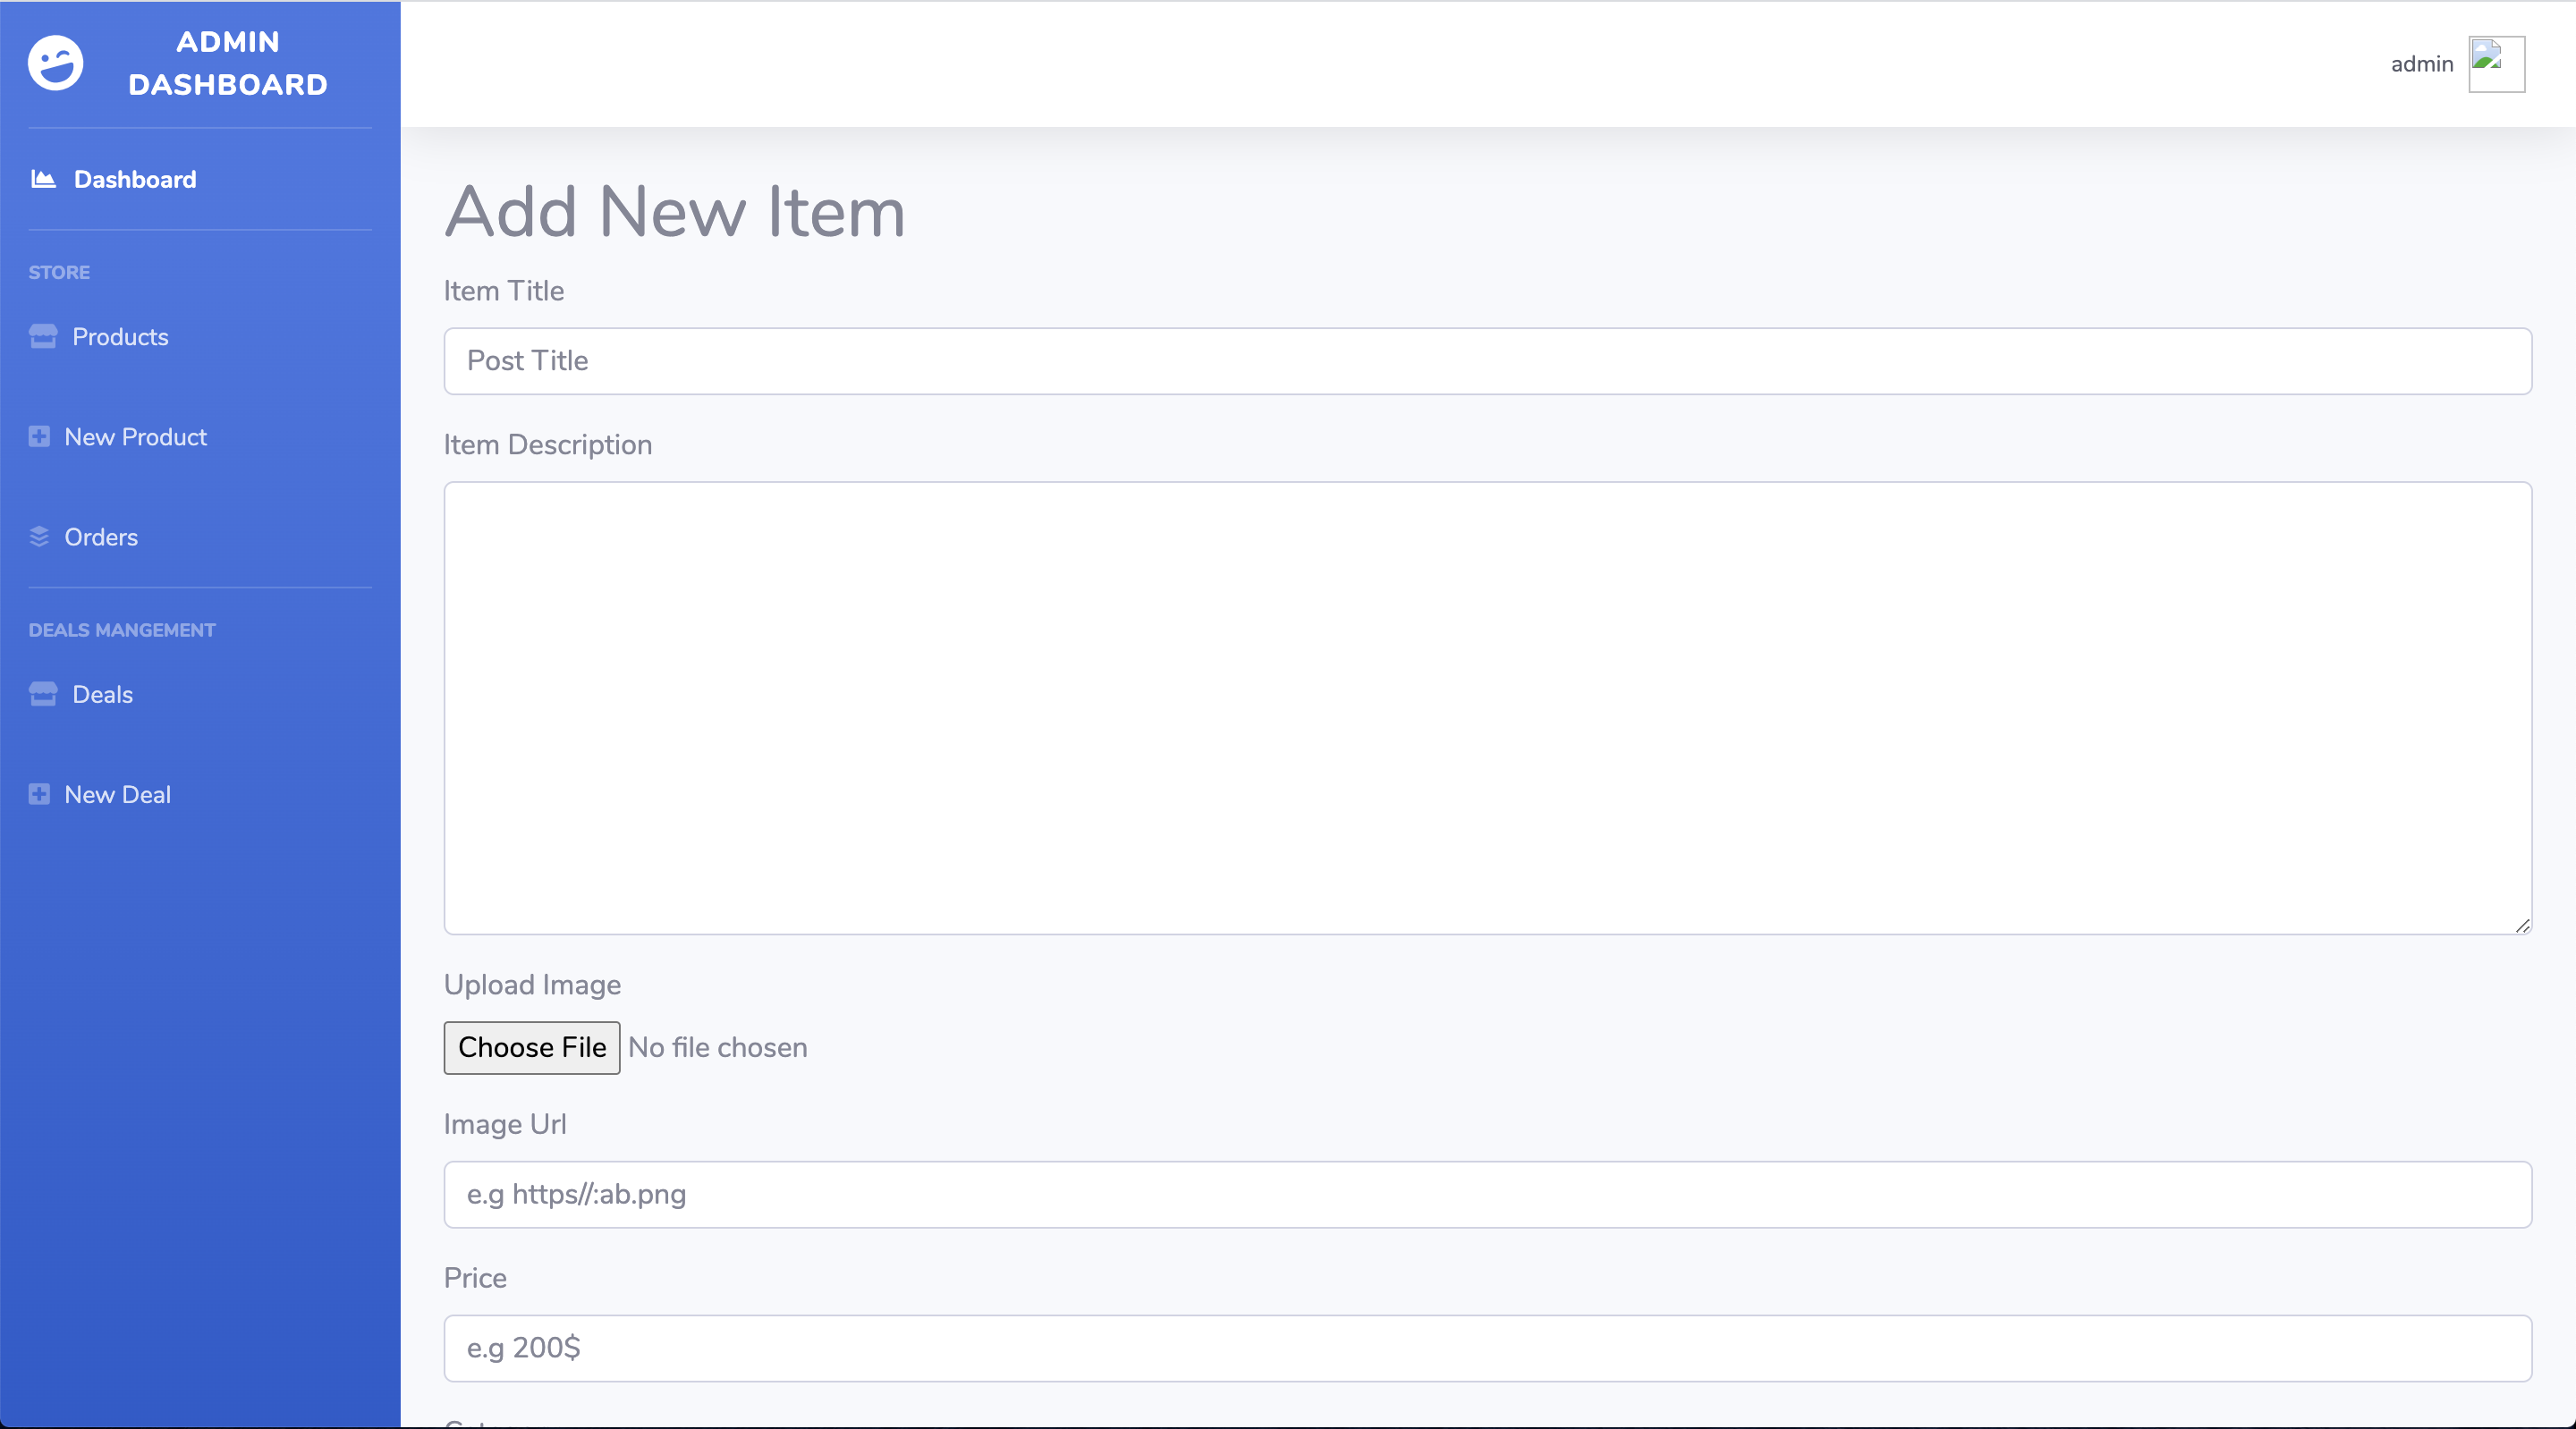 ADMIN
DASHBOARD
admin
Dashboard
STORE
Products
New Product
Orders
DEALS MANGEMENT
Deals
New Deal
Add New Item
Item Title
Post Title
Item Description
Upload Image
Choose File No file chosen
Image Url
e.g https//:ab.png
Price
e.g 200$